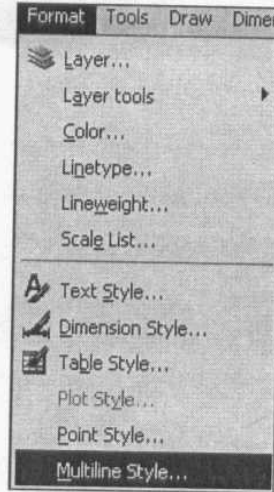 Format Tools Draw Dimen
Layer...
Layer tools
Color...
Linetype...
Lineweight...
Scale List...
Text Style...
Dimension Style...
Table Style...
Plot Style...
Point Style...
Multiline Style...